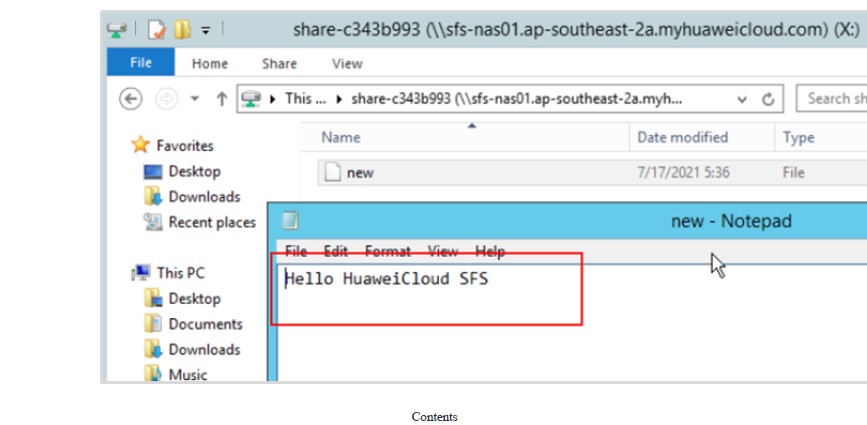 share-c343b993 (\\sfs-nas01.ap-southeast-2a.myhuaweicloud.com) (X:)
File Home Share View
This ... share-c343b993 (\\sfs-nas01.ap-southeast-2a.myh... Search sh
Favorites
Desktop
Downloads
Recent places
This PC
Desktop
Documents
Downloads
Music
Name Date modified Type
new 7/17/2021 5:36 File
new - Notepad
File Edit Format View Help
Hello HuaweiCloud SFS
Contents